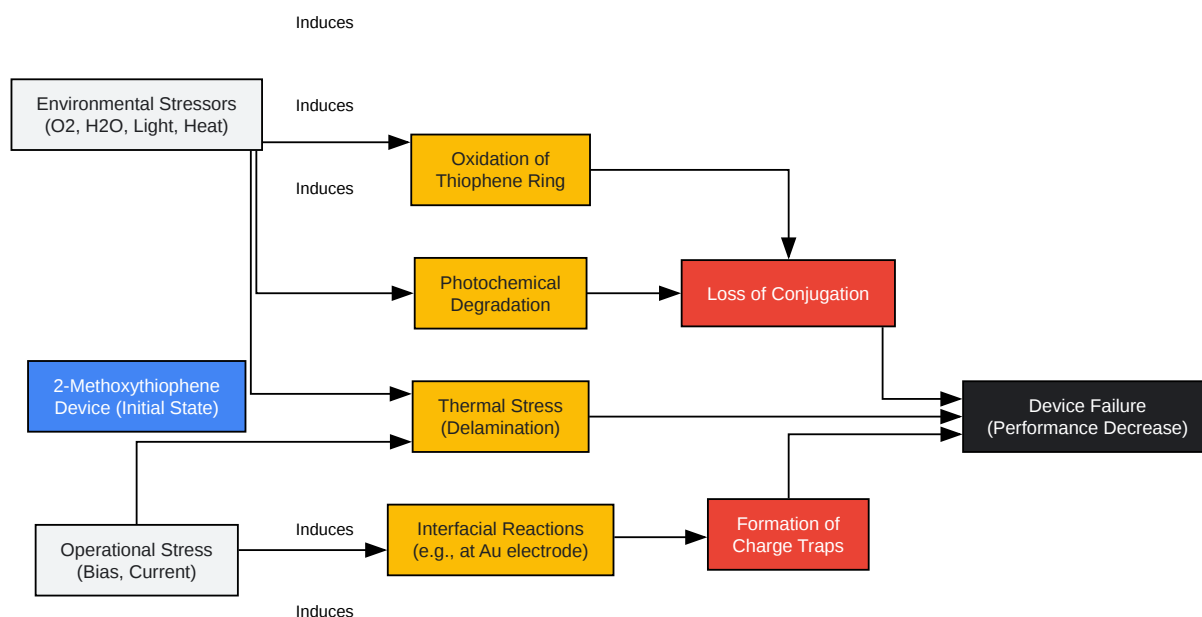 Induces
Environmental Stressors
(O2, H2O, Light, Heat)
Induces
Oxidation of
Thiophene Ring
Induces
Photochemical
Degradation
Loss of Conjugation
2-Methoxythiophene
Device (Initial State)
Thermal Stress
(Delamination)
Device Failure
(Performance Decrease)
Operational Stress
(Bias, Current)
Induces
Interfacial Reactions
(e.g., at Au electrode)
Formation of
Charge Traps
Induces